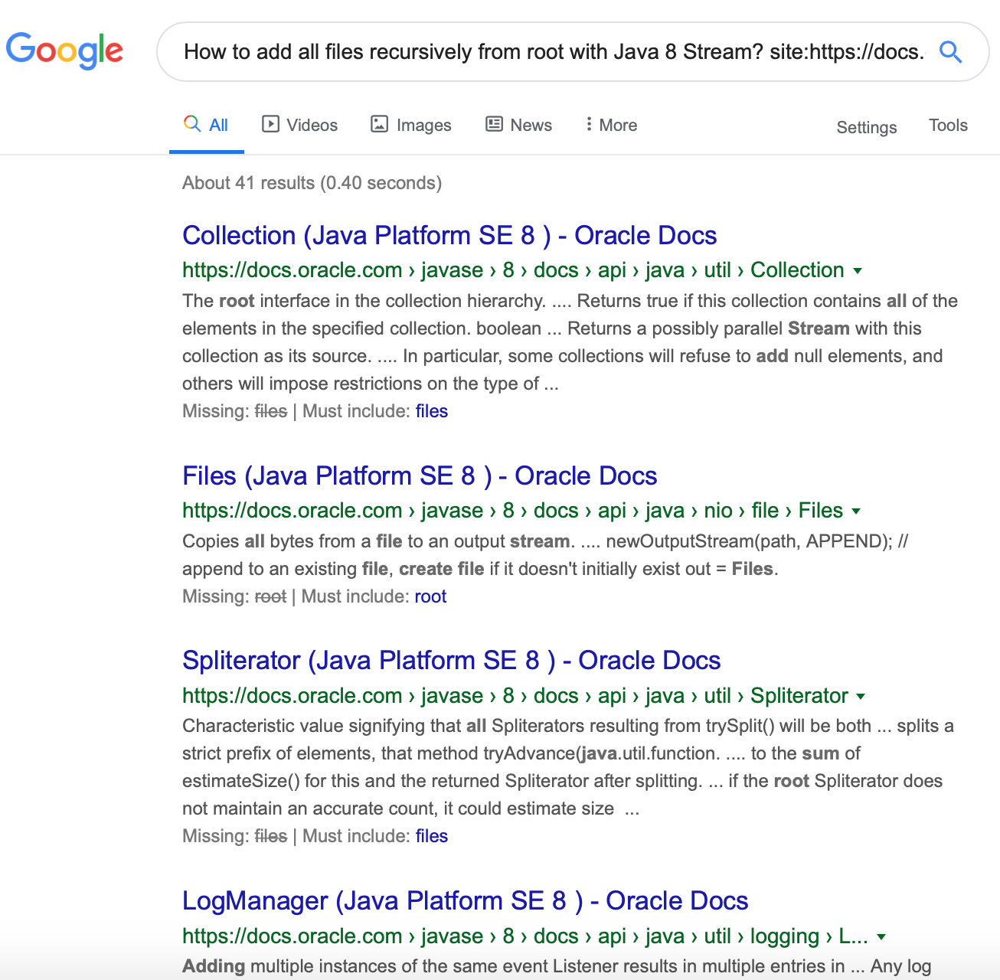 Google
How to add all files recursively from root with Java 8 Stream? site:https://docs.
All Videos Images News More Settings Tools
About 41 results (0.40 seconds)
Collection (Java Platform SE 8 ) - Oracle Docs
https://docs.oracle.com › javase › 8 › docs › api › java › util › Collection
The root interface in the collection hierarchy. .... Returns true if this collection contains all of the
elements in the specified collection. boolean ... Returns a possibly parallel Stream with this
collection as its source. .... In particular, some collections will refuse to add null elements, and
others will impose restrictions on the type of ...
Missing: files | Must include: files
Files (Java Platform SE 8 ) - Oracle Docs
https://docs.oracle.com › javase › 8 › docs › api › java › nio › file › Files
Copies all bytes from a file to an output stream. .... newOutputStream(path, APPEND); //
append to an existing file, create file if it doesn't initially exist out = Files.
Missing: root | Must include: root
Spliterator (Java Platform SE 8 ) - Oracle Docs
https://docs.oracle.com › javase › 8 › docs › api › java › util › Spliterator
Characteristic value signifying that all Spliterators resulting from trySplit() will be both ... splits a
strict prefix of elements, that method tryAdvance(java.util.function. .... to the sum of
estimateSize() for this and the returned Spliterator after splitting. ... if the root Spliterator does
not maintain an accurate count, it could estimate size ...
Missing: files | Must include: files
LogManager (Java Platform SE 8 ) - Oracle Docs
https://docs.oracle.com › javase › 8 › docs › api › java › util › logging › L...
Adding multiple instances of the same event Listener results in multiple entries in ... Any log